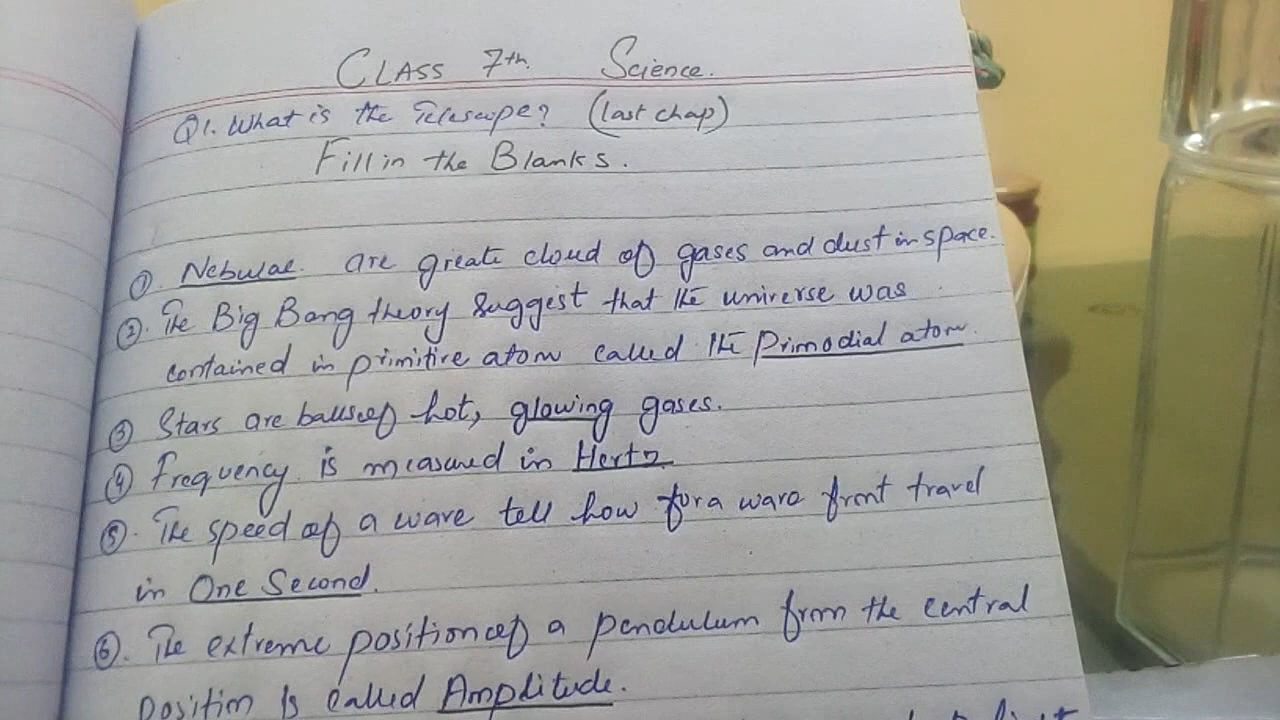 CLASS 7th. Science.
Q1. What is the Telescope? (last chap)
Fill in the Blanks.
① Nebulae. are greate cloud of gases and dust in space.
②. The Big Bang theory suggest that the universe was
contained in primitive atom called the Primodial atom.
③ Stars are balls of hot, glowing gases.
④ Frequency is measured in Hertz
⑤. The speed of a wave tell how far a wave front travel
in One Second.
⑥. The extreme position of a pendulum from the central
position is called Amplitude.